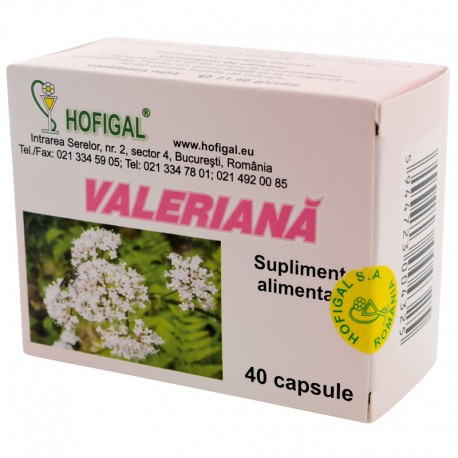 HOFIGAL®
www.hofigal.eu
Intrarea Serelor, nr. 2, sector 4, București, România
Tel./Fax: 021 334 59 05; Tel: 021 334 78 01; 021 492 00 85
VALERIANĂ
Supliment
alimenta
40 capsule
HOFIGAL S.A.
ROMÂNIA